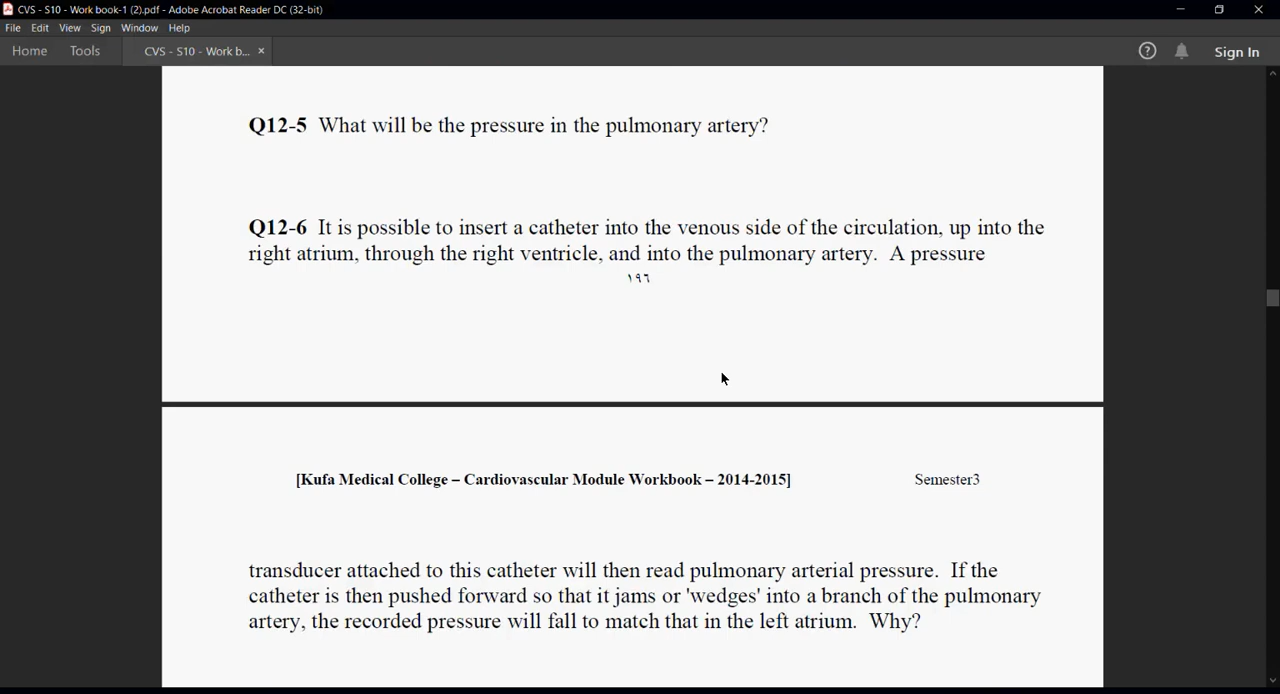 CVS - S10 - Work book-1 (2).pdf - Adobe Acrobat Reader DC (32-bit)
File Edit View Sign Window Help
Home Tools CVS - S10 - Work b... × Sign In
Q12-5 What will be the pressure in the pulmonary artery?
Q12-6 It is possible to insert a catheter into the venous side of the circulation, up into the
right atrium, through the right ventricle, and into the pulmonary artery. A pressure
١٩٦
[Kufa Medical College – Cardiovascular Module Workbook – 2014-2015] Semester3
transducer attached to this catheter will then read pulmonary arterial pressure. If the
catheter is then pushed forward so that it jams or 'wedges' into a branch of the pulmonary
artery, the recorded pressure will fall to match that in the left atrium. Why?